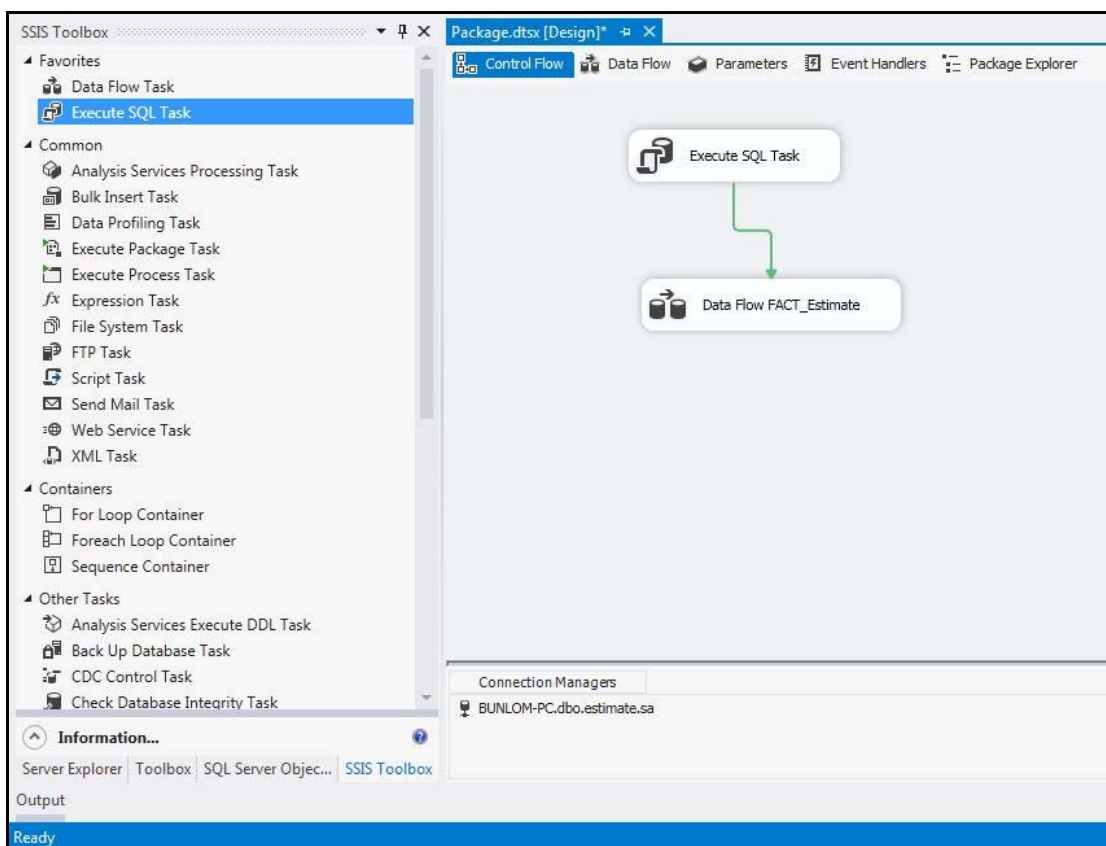 SSIS Toolbox
Favorites
Data Flow Task
Execute SQL Task
Common
Analysis Services Processing Task
Bulk Insert Task
Data Profiling Task
Execute Package Task
Execute Process Task
fx Expression Task
File System Task
FTP Task
Script Task
Send Mail Task
Web Service Task
XML Task
Containers
For Loop Container
Foreach Loop Container
Sequence Container
Other Tasks
Analysis Services Execute DDL Task
Back Up Database Task
CDC Control Task
Check Database Integrity Task
Information...
Server Explorer Toolbox SQL Server Objec... SSIS Toolbox
Output
Ready
Package.dtsx [Design]*
Control Flow Data Flow Parameters Event Handlers Package Explorer
Execute SQL Task
Data Flow FACT_Estimate
Connection Managers
BUNLOM-PC.dbo.estimate.sa